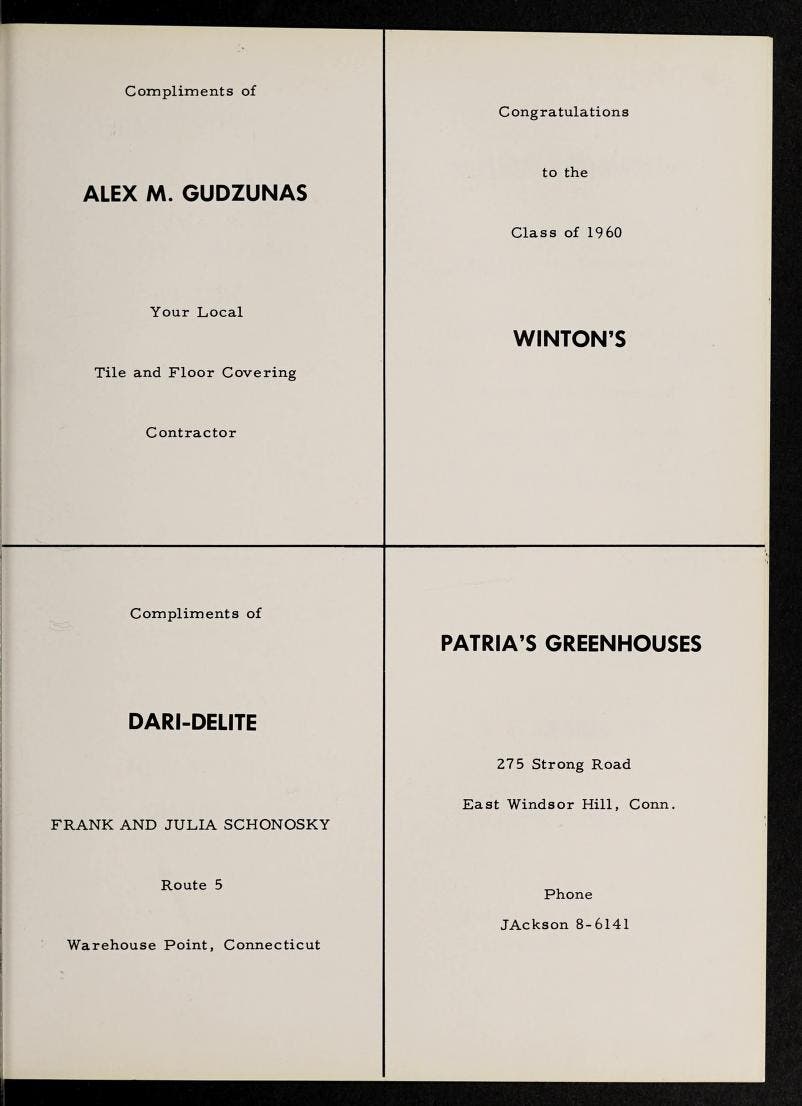 Compliments of
ALEX M. GUDZUNAS
Your Local
Tile and Floor Covering
Contractor
Congratulations
to the
Class of 1960
WINTON'S
Compliments of
DARI-DELITE
FRANK AND JULIA SCHONOSKY
Route 5
Warehouse Point, Connecticut
PATRIA'S GREENHOUSES
275 Strong Road
East Windsor Hill, Conn.
Phone
JAckson 8-6141